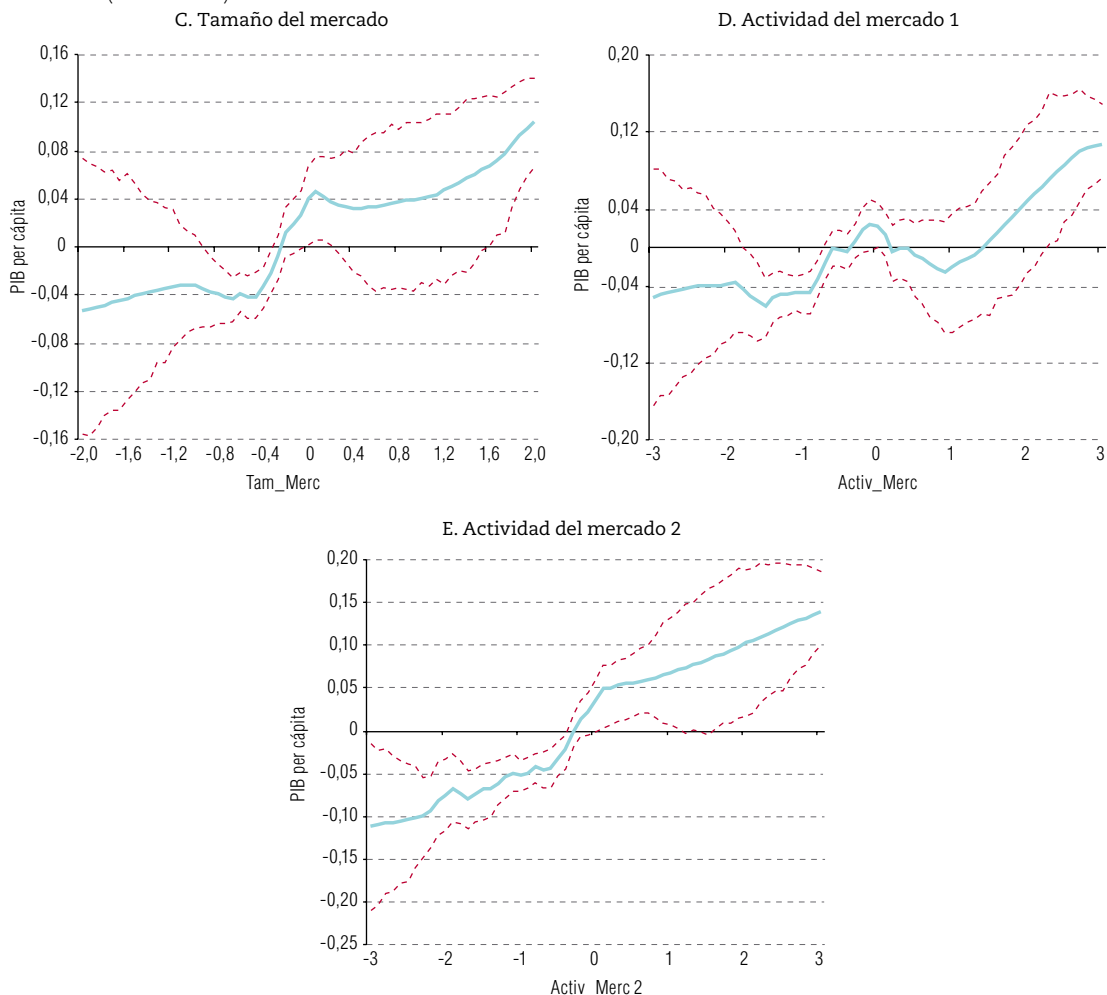 C. Tamaño del mercado
PIB per cápita
0,16
0,12
0,08
0,04
0
-0,04
-0,08
-0,12
-0,16
-2,0 -1,6 -1,2 -0,8 -0,4 0 0,4 0,8 1,2 1,6 2,0
Tam_Merc
D. Actividad del mercado 1
PIB per cápita
0,20
0,12
0,04
0
-0,04
-0,12
-0,20
-3 -2 -1 0 1 2 3
Activ_Merc
E. Actividad del mercado 2
PIB per cápita
0,20
0,15
0,10
0,05
0
-0,05
-0,10
-0,15
-0,20
-0,25
-3 -2 -1 0 1 2 3
Activ_Merc 2